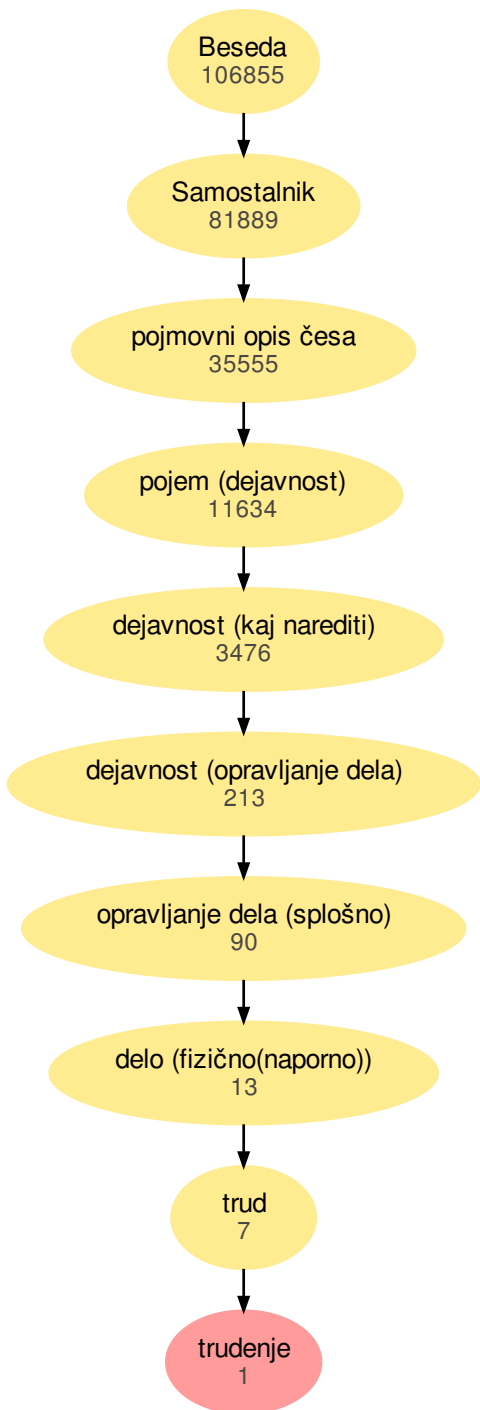 Beseda
106855
Samostalnik
81889
pojmovni opis česa
35555
pojem (dejavnost)
11634
dejavnost (kaj narediti)
3476
dejavnost (opravljanje dela)
213
opravljanje dela (splošno)
90
delo (fizično(naporno))
13
trud
7
trudenje
1